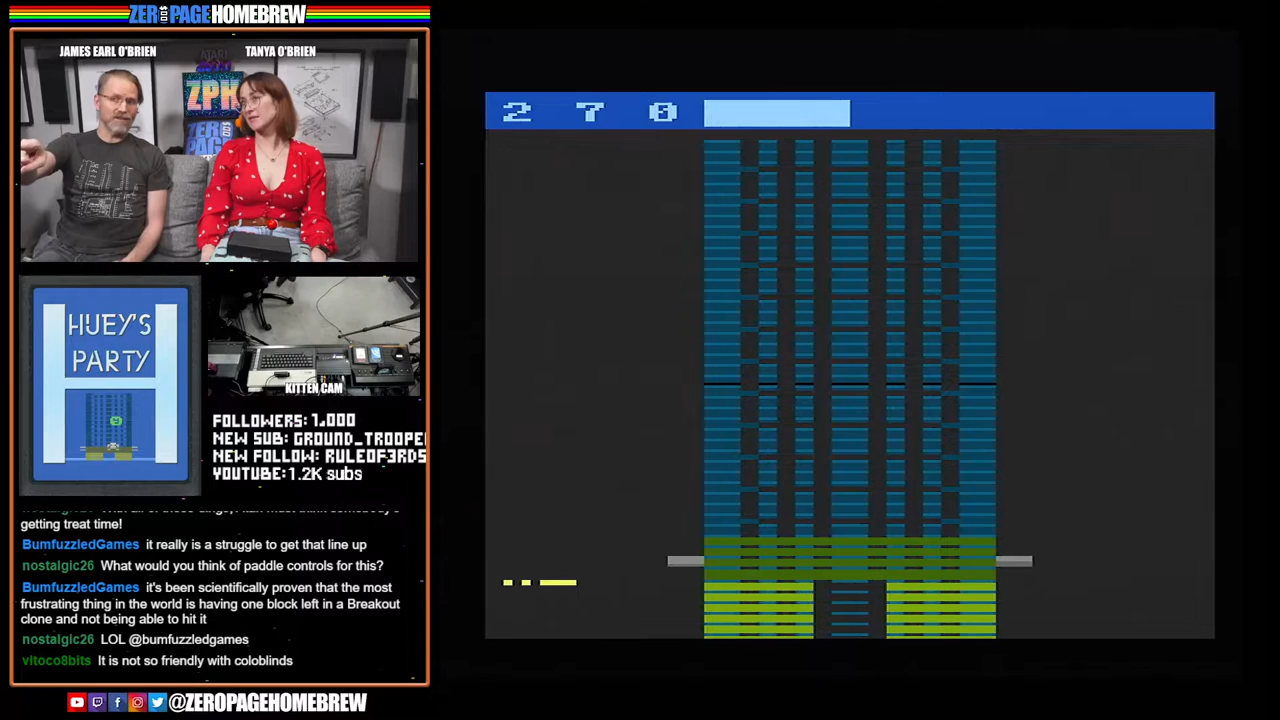 ZEROPAGEHOMEBREW
JAMES EARL O'BRIEN
TANYA O'BRIEN
ATARI
ZPH
ZERO
PAGE
HUEY'S
PARTY
KITTEN CAM
FOLLOWERS: 1,000
NEW SUB: GROUND_TROOPER
NEW FOLLOW: RULEOF3RDS
YOUTUBE: 1.2K subs
getting treat time!
BumfuzzledGames it really is a struggle to get that line up
nostalgic26 What would you think of paddle controls for this?
BumfuzzledGames it's been scientifically proven that the most
frustrating thing in the world is having one block left in a Breakout
clone and not being able to hit it
nostalgic26 LOL @bumfuzzledgames
vitoco8bits It is not so friendly with coloblinds
@ZEROPAGEHOMEBREW
2 7 0